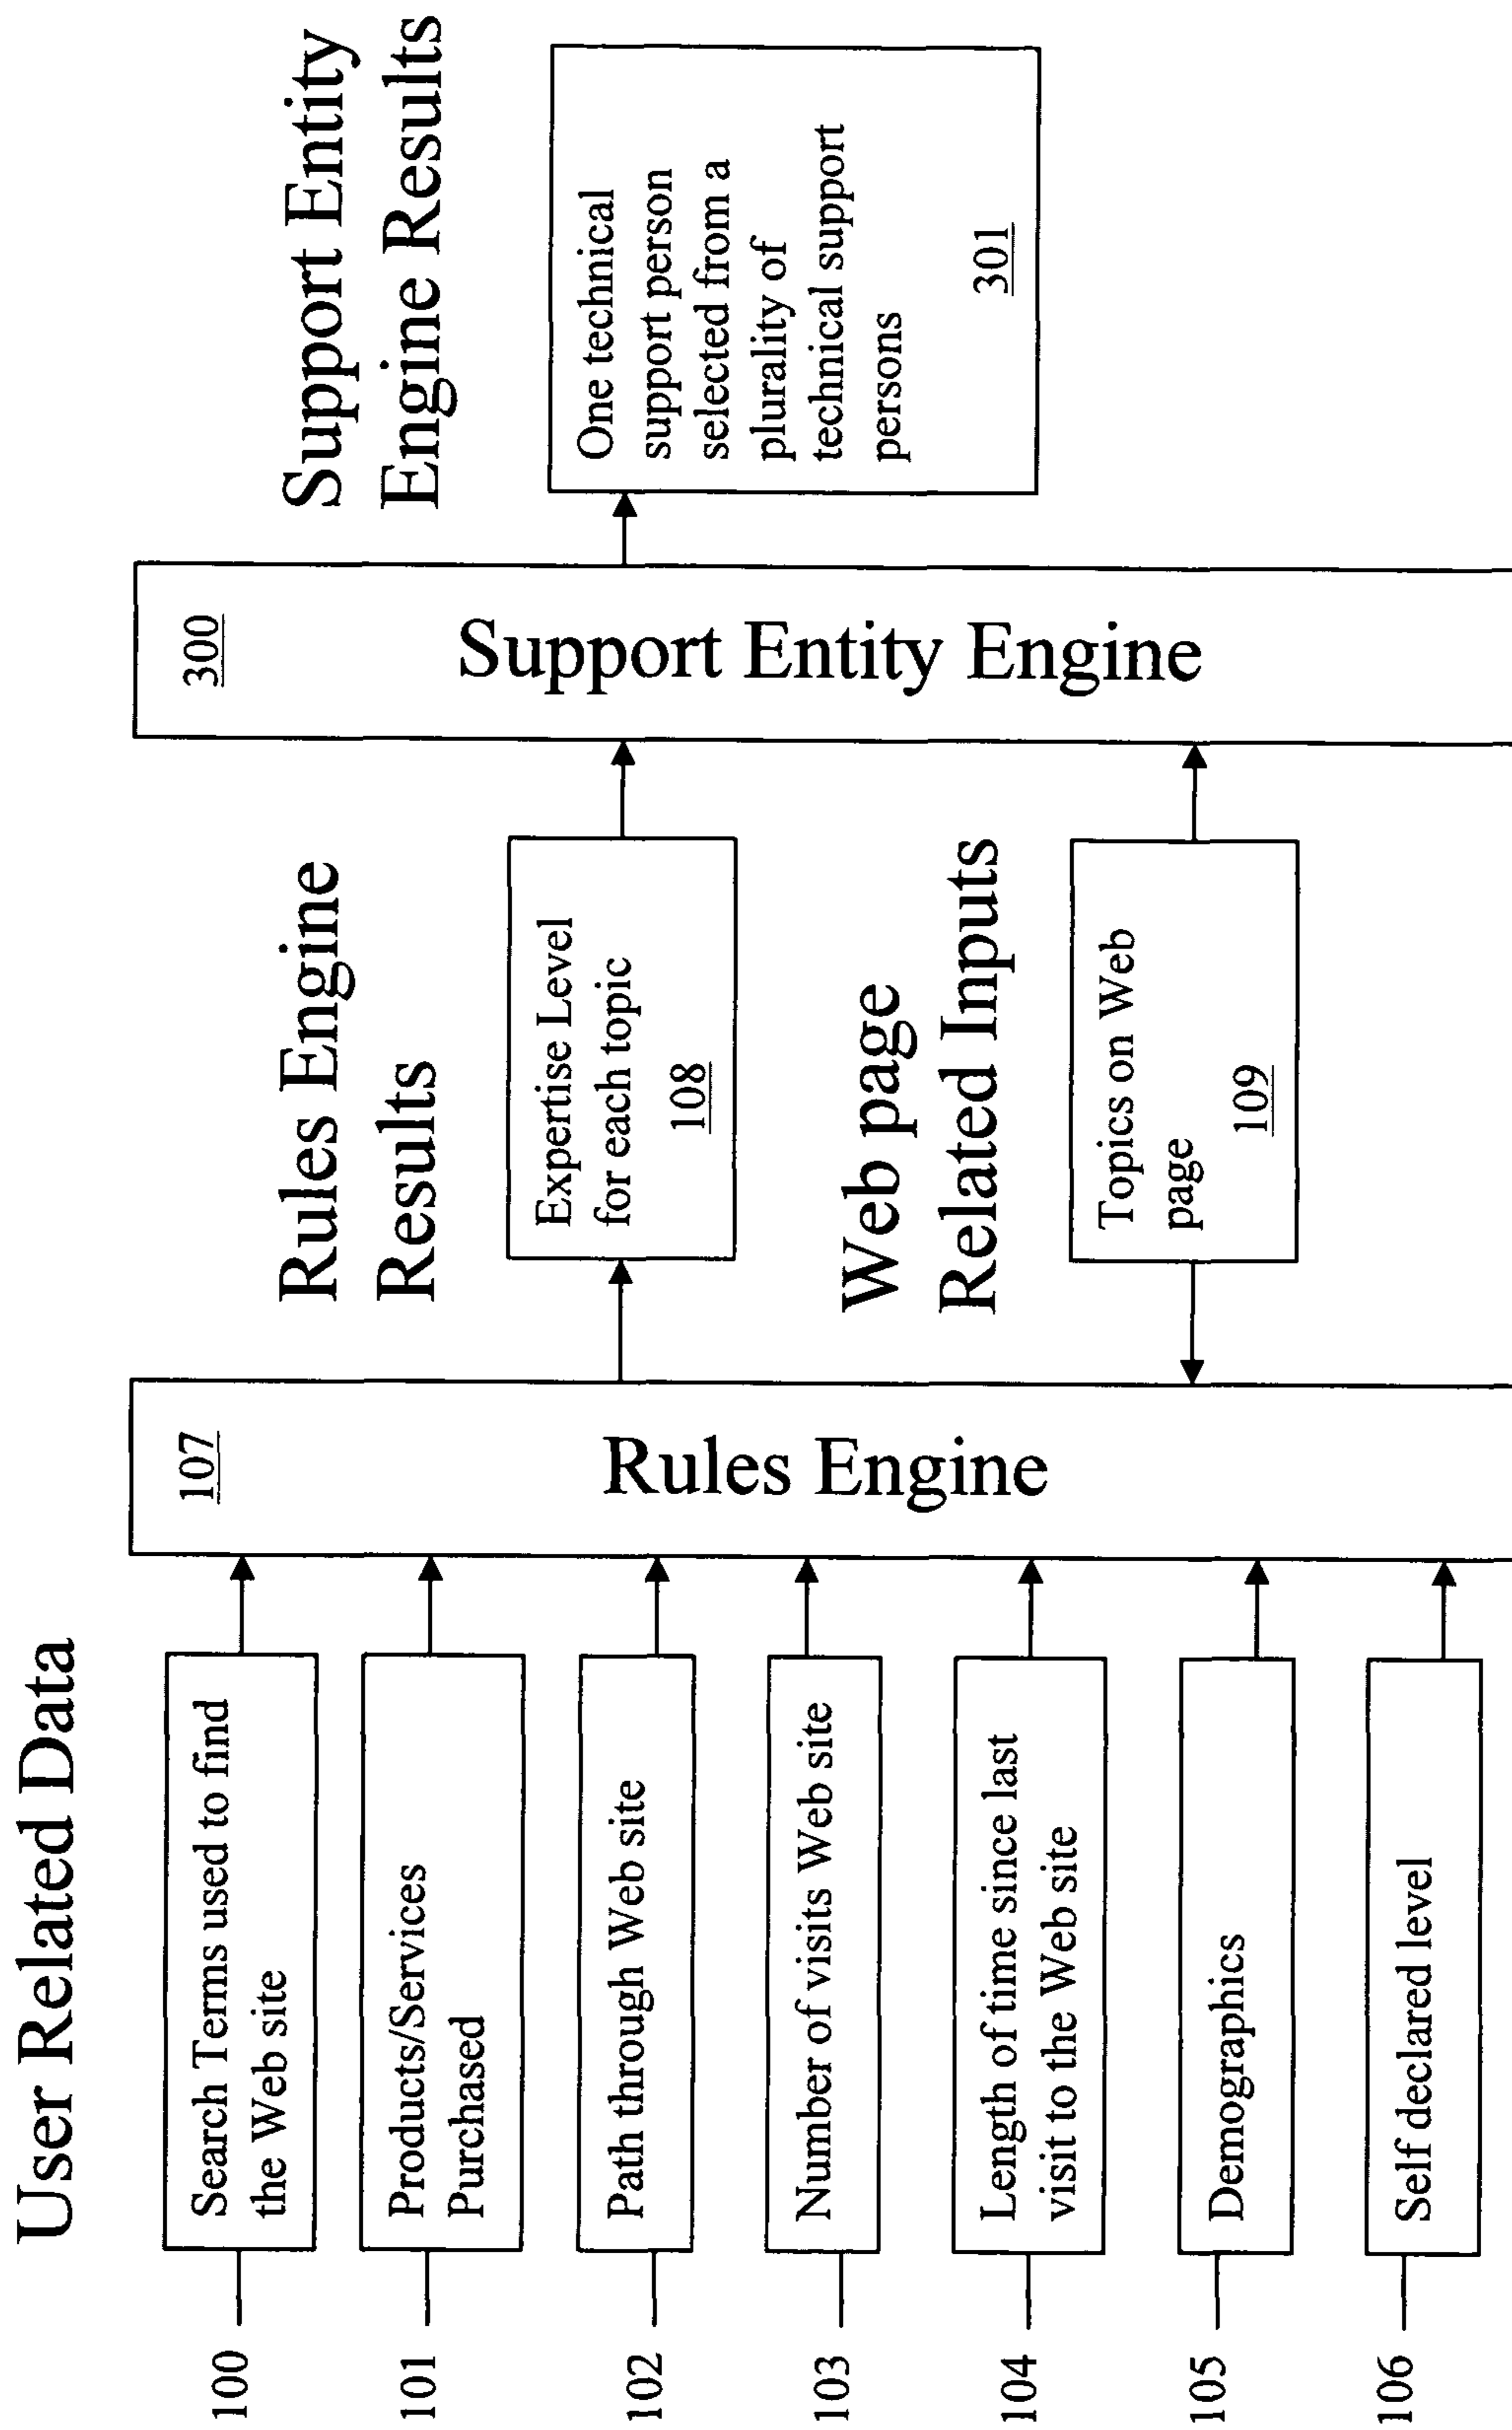 User Related Data
100
Search Terms used to find
the Web site
101
Products/Services
Purchased
102
Path through Web site
103
Number of visits Web site
104
Length of time since last
visit to the Web site
105
Demographics
106
Self declared level
107
Rules Engine
Rules Engine
Results
Expertise Level
for each topic
108
Web page
Related Inputs
Topics on Web
page
109
300
Support Entity Engine
Support Entity
Engine Results
One technical
support person
selected from a
plurality of
technical support
persons
301